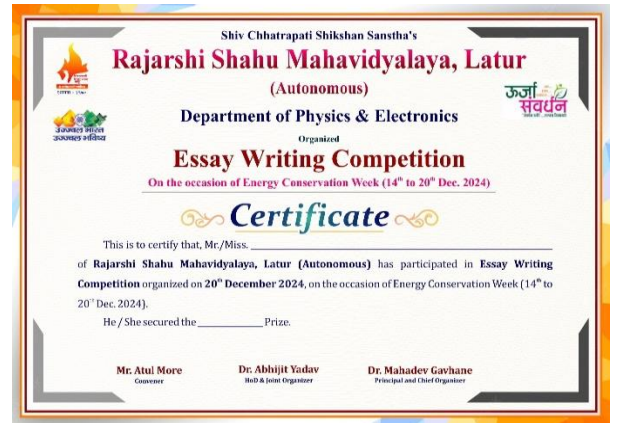 Shiv Chhatrapati Shikshan Sanstha's
Rajarshi Shahu Mahavidyalaya, Latur
(Autonomous)
ऊर्जा
संवर्धन
उज्ज्वल भारत
उज्ज्वल भविष्य
Department of Physics & Electronics
Organized
Essay Writing Competition
On the occasion of Energy Conservation Week (14th to 20th Dec. 2024)
Certificate
This is to certify that, Mr./Miss.
of Rajarshi Shahu Mahavidyalaya, Latur (Autonomous) has participated in Essay Writing
Competition organized on 20th December 2024, on the occasion of Energy Conservation Week (14th to
20th Dec. 2024).
He / She secured the ____________ Prize.
Mr. Atul More
Convener
Dr. Abhijit Yadav
HoD & Joint Organizer
Dr. Mahadev Gavhane
Principal and Chief Organizer